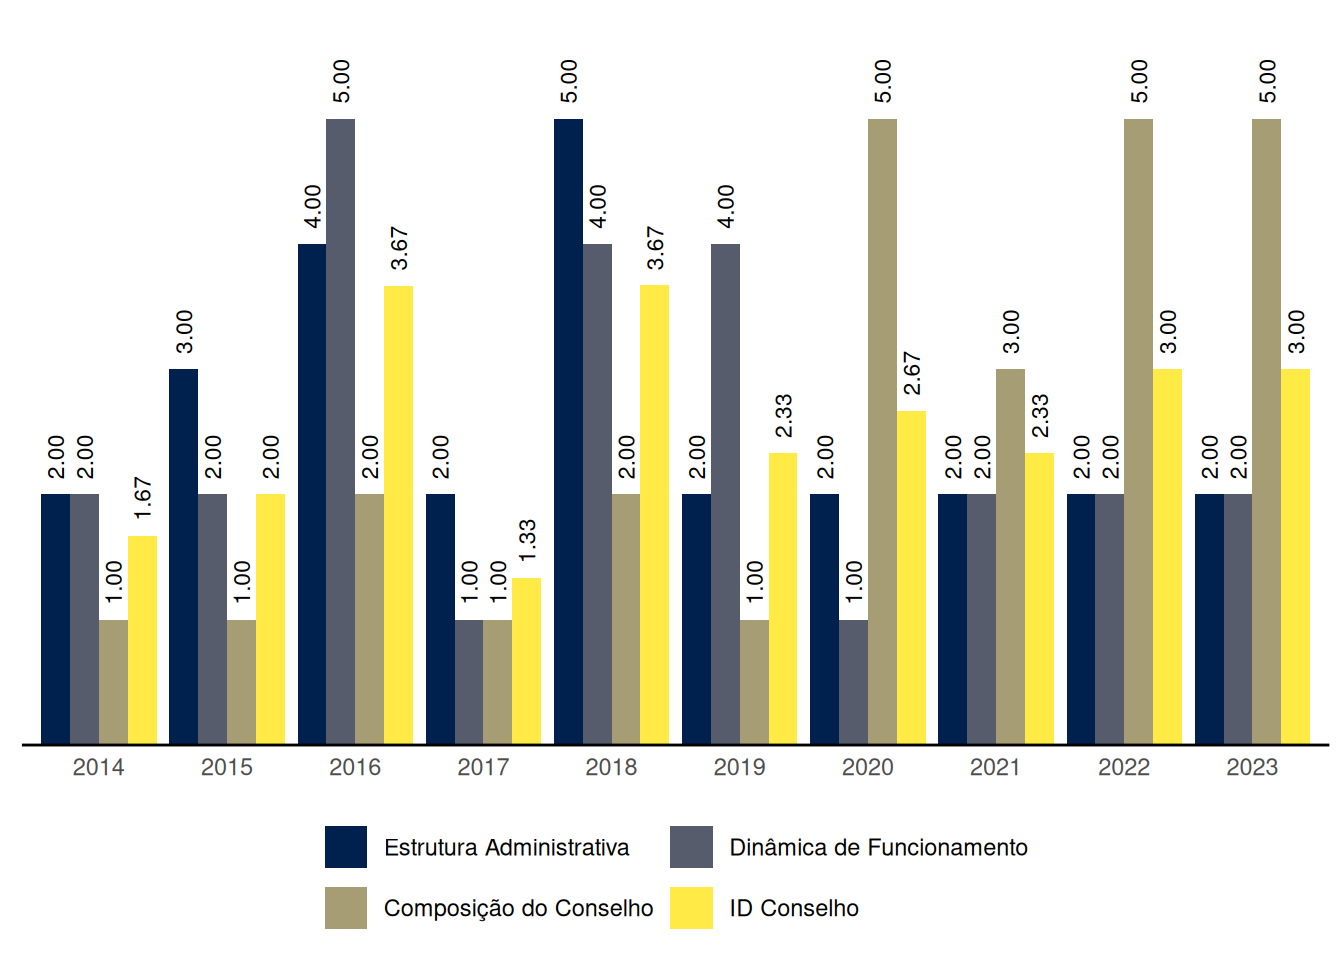 2.00 2.00 1.00 1.67
3.00 2.00 1.00 2.00
4.00 5.00 2.00 3.67
2.00 1.00 1.00 1.33
5.00 4.00 2.00 3.67
2.00 4.00 1.00 2.33
2.00 1.00 5.00 2.67
2.00 2.00 3.00 2.33
2.00 2.00 5.00 3.00
2.00 2.00 5.00 3.00
2014 2015 2016 2017 2018 2019 2020 2021 2022 2023
Estrutura Administrativa Dinâmica de Funcionamento
Composição do Conselho ID Conselho